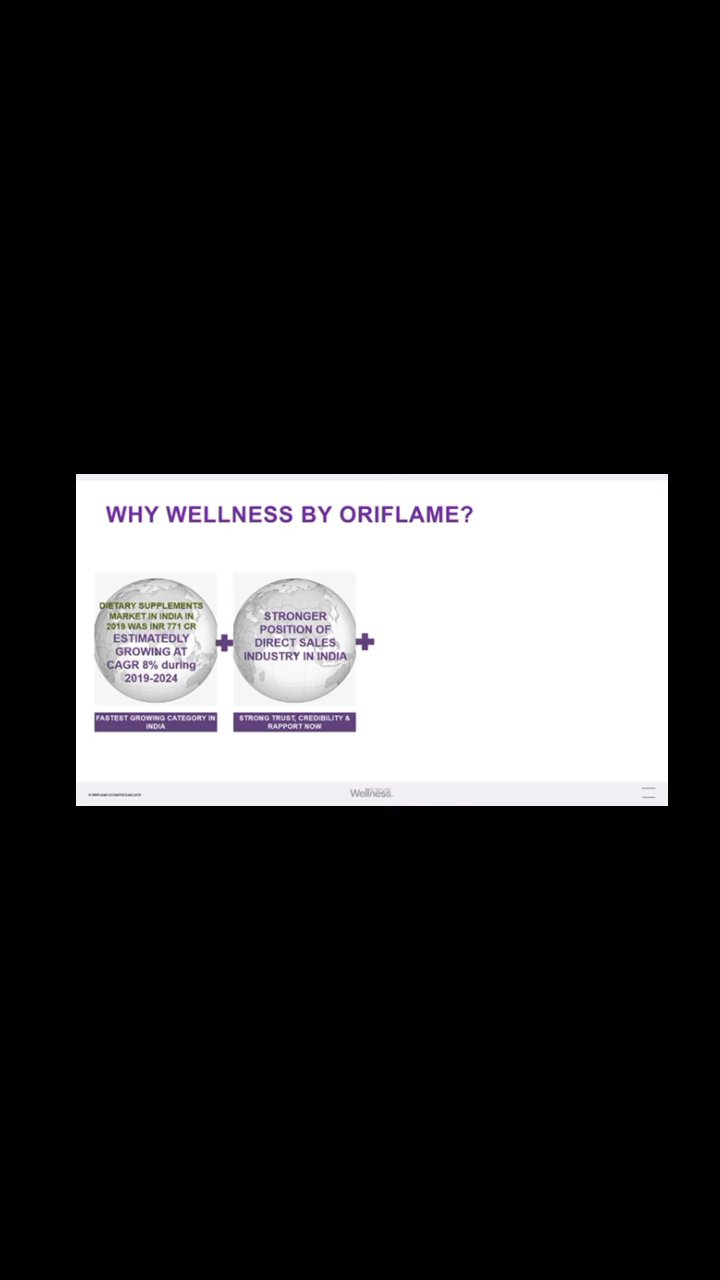 WHY WELLNESS BY ORIFLAME?
DIETARY SUPPLEMENTS
MARKET IN INDIA IN
2019 WAS INR 771 CR
ESTIMATEDLY
GROWING AT
CAGR 8% during
2019-2024
FASTEST GROWING CATEGORY IN
INDIA
STRONGER
POSITION OF
DIRECT SALES
INDUSTRY IN INDIA
STRONG TRUST, CREDIBILITY &
RAPPORT NOW
Wellness